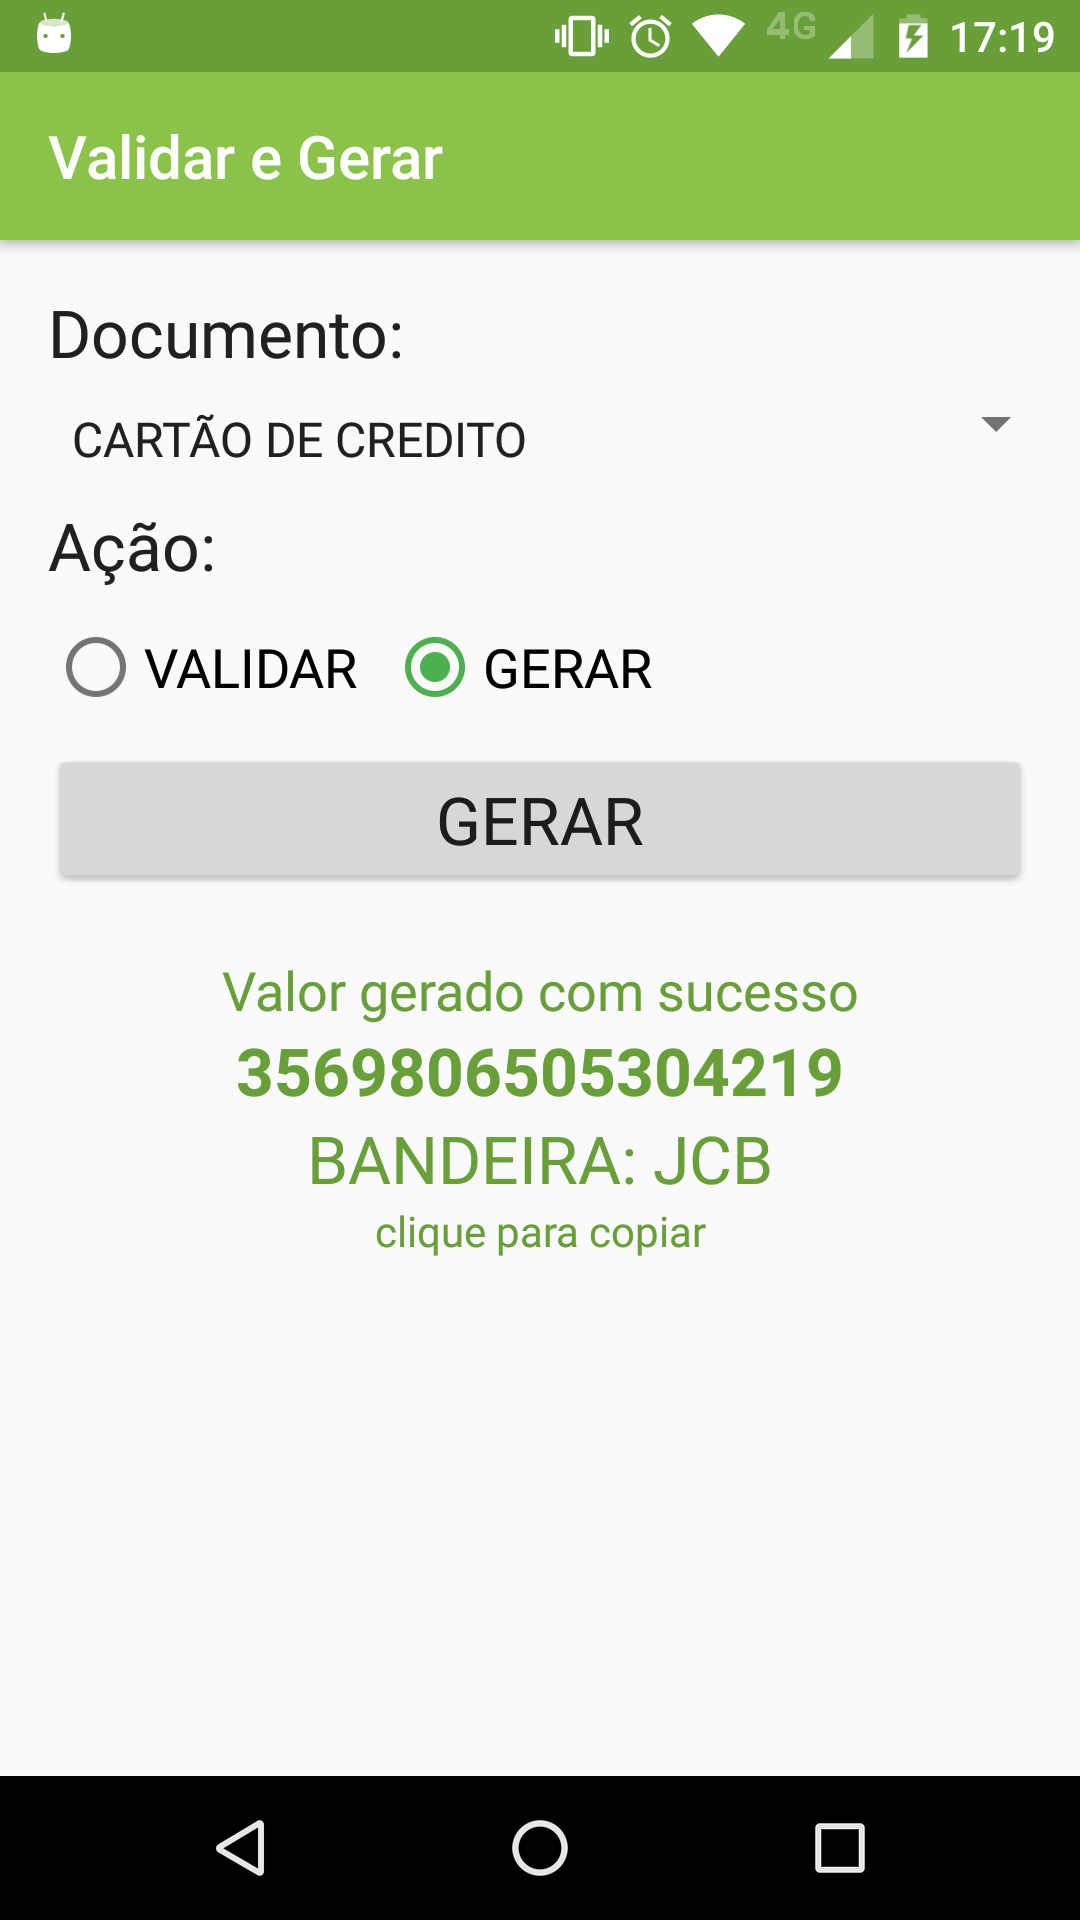 4G 17:19
Validar e Gerar
Documento:
CARTÃO DE CREDITO
Ação:
VALIDAR GERAR
GERAR
Valor gerado com sucesso
3569806505304219
BANDEIRA: JCB
clique para copiar